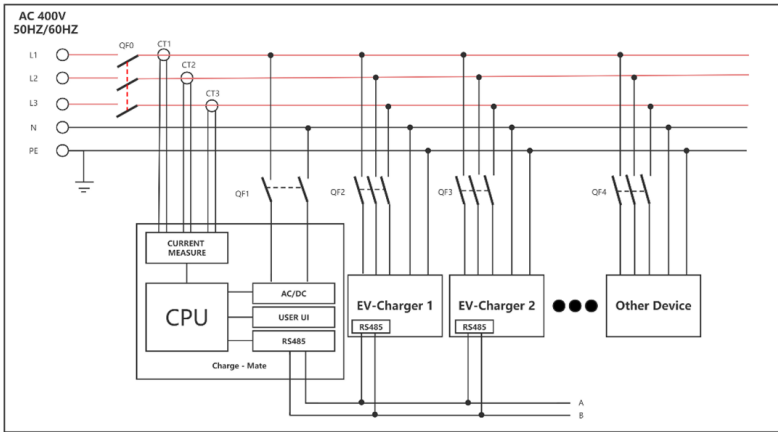 AC 400V
50HZ/60HZ
L1
QF0
CT1
L2
CT2
L3
CT3
N
PE
QF1
QF2
QF3
QF4
CURRENT
MEASURE
CPU
AC/DC
USER UI
RS485
Charge - Mate
EV-Charger 1
RS485
EV-Charger 2
RS485
Other Device
A
B